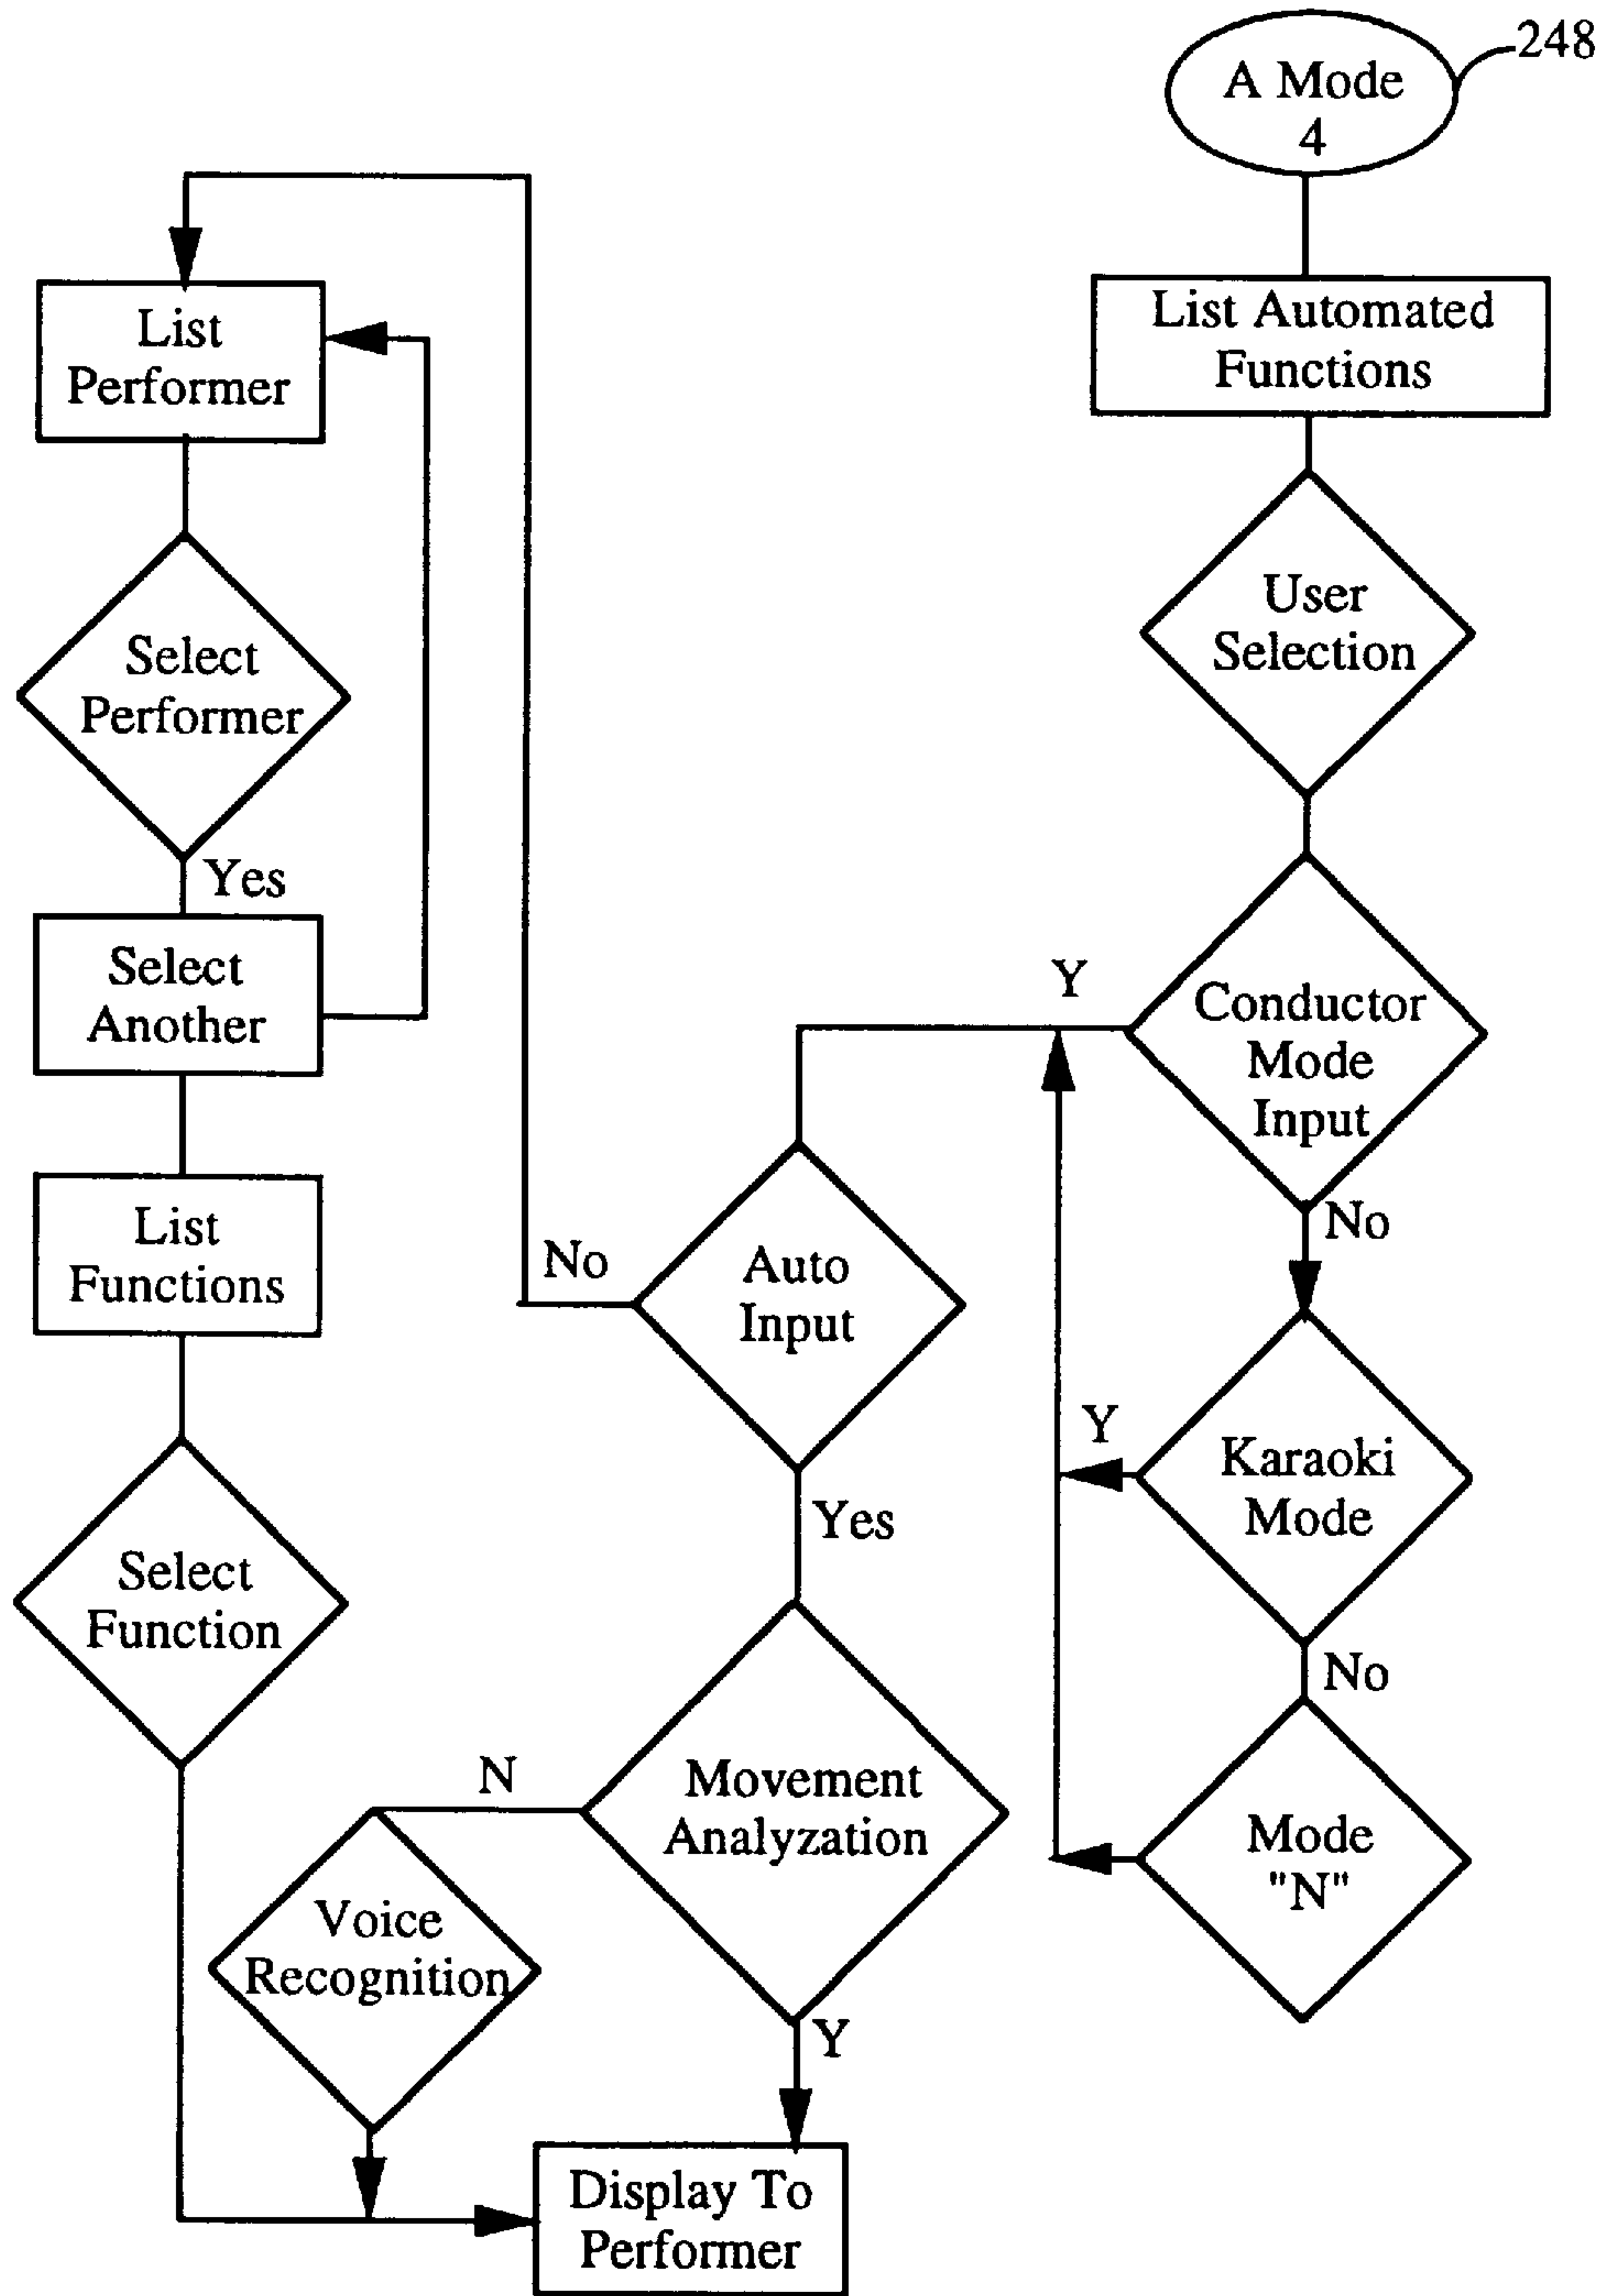 248
A Mode
4
List Automated
Functions
User
Selection
Conductor
Mode
Input
Y
No
Karaoki
Mode
Y
No
Mode
"N"
Auto
Input
No
Yes
Movement
Analyzation
N
Y
Voice
Recognition
List
Performer
Select
Performer
Yes
Select
Another
List
Functions
Select
Function
Display To
Performer